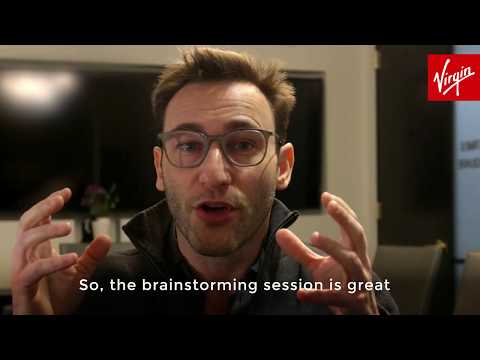 Virgin
So, the brainstorming session is great